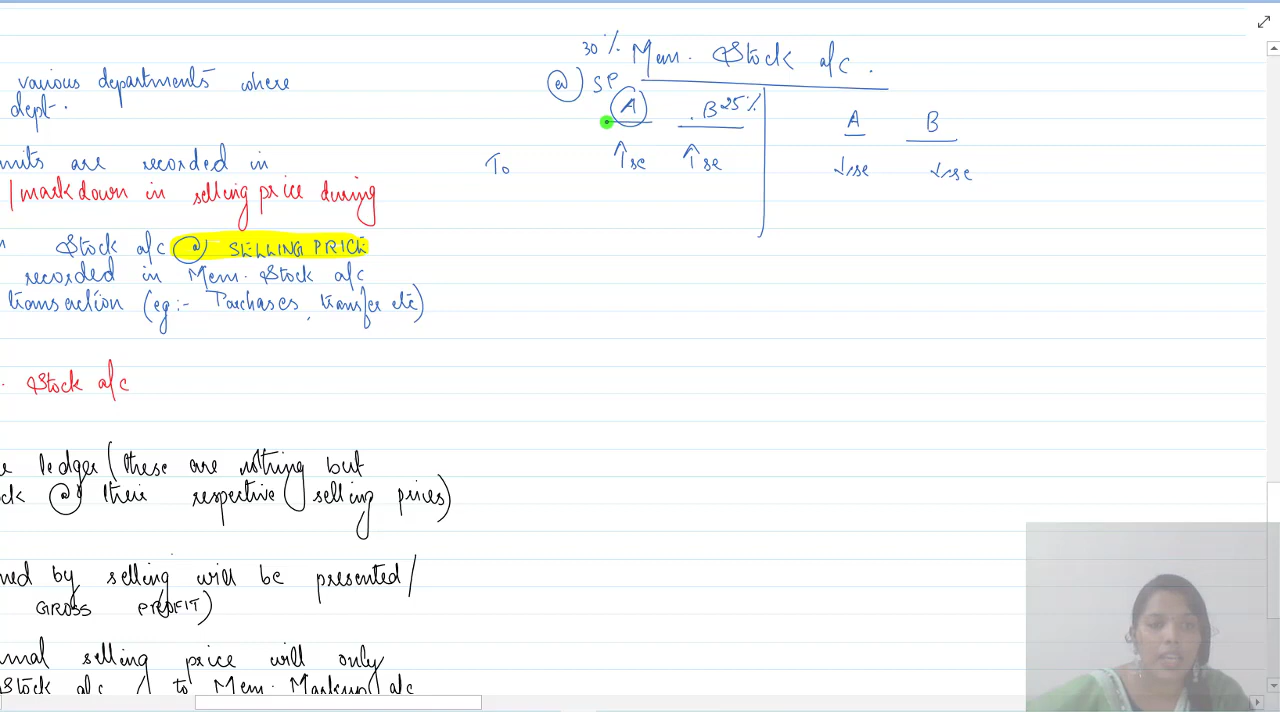 various departments where
dept.
mits are recorded in
/markdown in selling price during
n Stock a/c @ SELLING PRICE
recorded in Mem. Stock a/c
transaction (eg:- Purchases, transfer etc)
. Stock a/c
e ledger (these are nothing but
ck @ their respective selling prices)
ned by selling will be presented/
GROSS PROFIT)
mal selling price will only
Stock a/c / to Mem. Markup a/c
30% Mem. Stock a/c.
@ SP
A B 25% A B
To ↑se ↑se ↓se ↓se